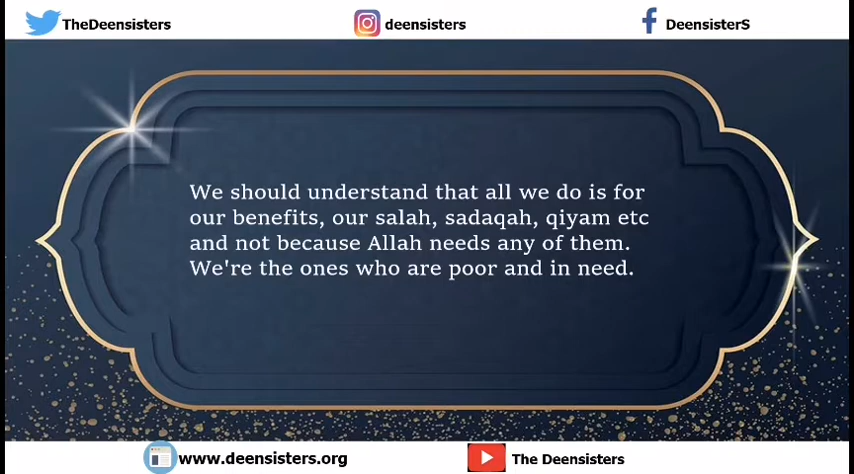 TheDeensisters
deensisters
DeensisterS
We should understand that all we do is for
our benefits, our salah, sadaqah, qiyam etc
and not because Allah needs any of them.
We're the ones who are poor and in need.
www.deensisters.org
The Deensisters